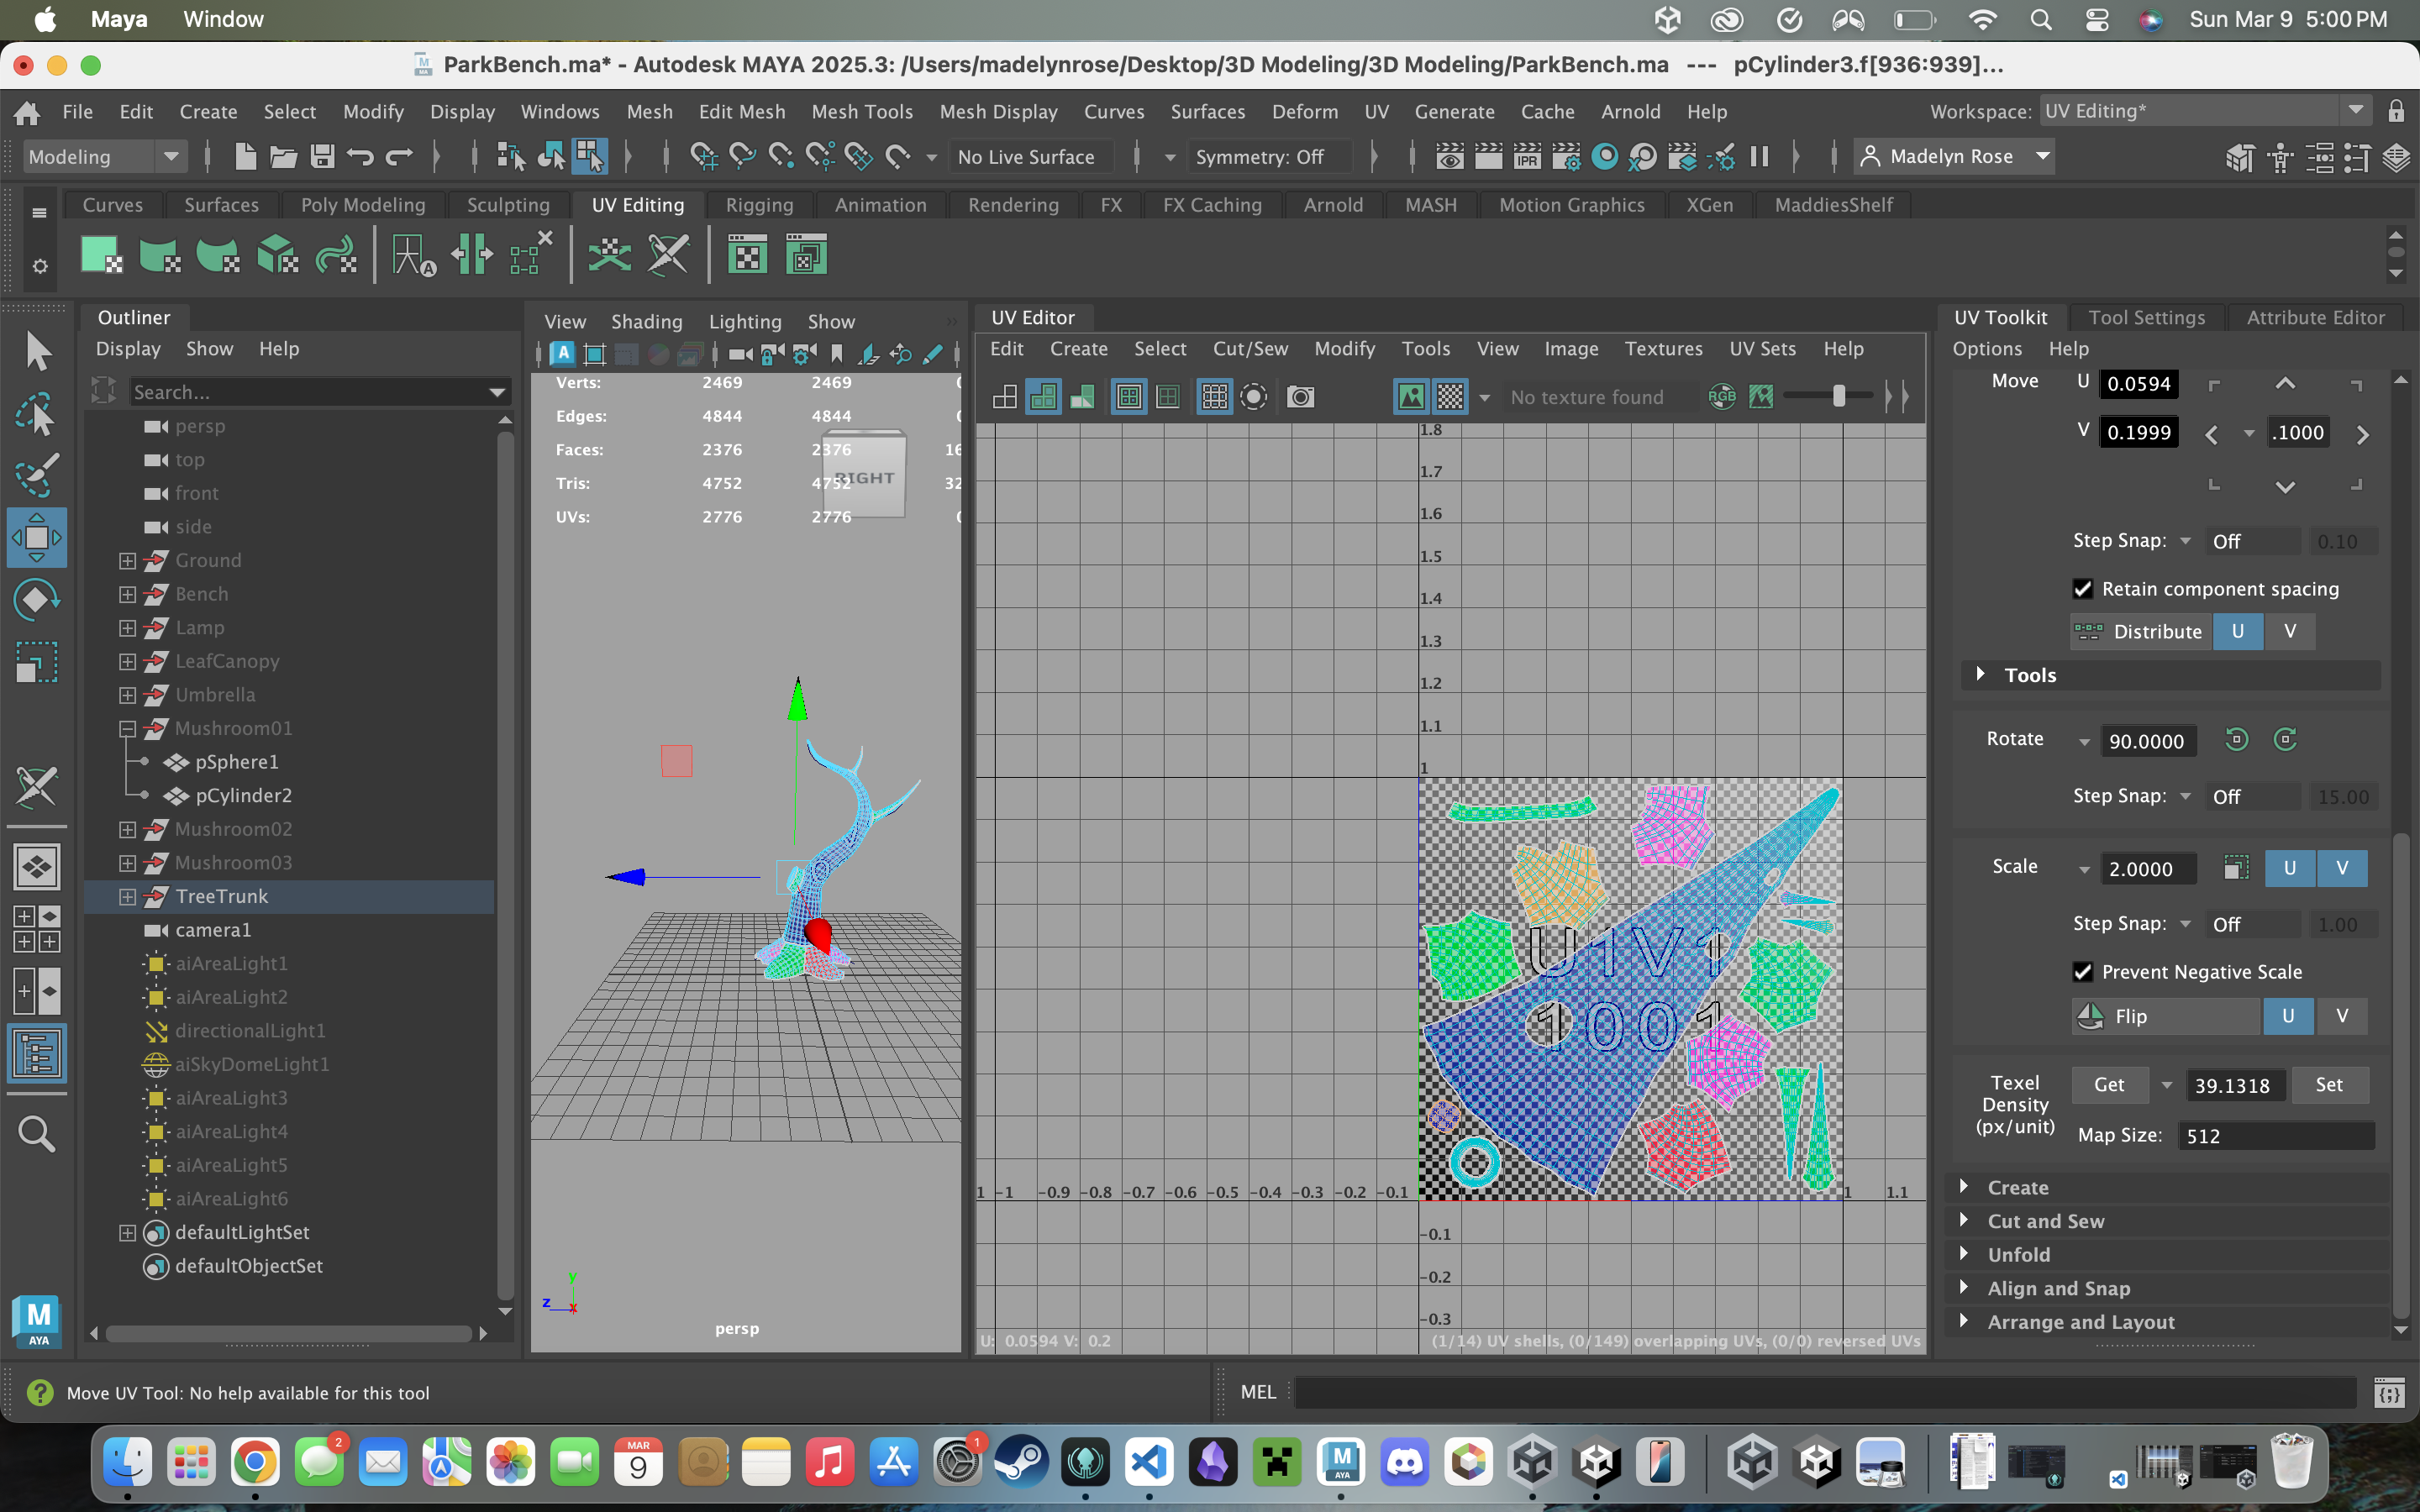 Maya Window Sun Mar 9 5:00 PM
ParkBench.ma* - Autodesk MAYA 2025.3: /Users/madelynrose/Desktop/3D Modeling/3D Modeling/ParkBench.ma --- pCylinder3.f[936:939]...
File Edit Create Select Modify Display Windows Mesh Edit Mesh Mesh Tools Mesh Display Curves Surfaces Deform UV Generate Cache Arnold Help Workspace: UV Editing*
Modeling No Live Surface Symmetry: Off IPR Madelyn Rose
Curves Surfaces Poly Modeling Sculpting UV Editing Rigging Animation Rendering FX FX Caching Arnold MASH Motion Graphics XGen MaddiesShelf
Outliner
Display Show Help
Search...
persp
top
front
side
Ground
Bench
Lamp
LeafCanopy
Umbrella
Mushroom01
pSphere1
pCylinder2
Mushroom02
Mushroom03
TreeTrunk
camera1
aiAreaLight1
aiAreaLight2
directionalLight1
aiSkyDomeLight1
aiAreaLight3
aiAreaLight4
aiAreaLight5
aiAreaLight6
defaultLightSet
defaultObjectSet
View Shading Lighting Show
Verts: 2469 2469 0
Edges: 4844 4844 0
Faces: 2376 2376 16
Tris: 4752 4752 32
UVs: 2776 2776 0
RIGHT
y
z x
persp
UV Editor
Edit Create Select Cut/Sew Modify Tools View Image Textures UV Sets Help
No texture found RGB
1.8
1.7
1.6
1.5
1.4
1.3
1.2
1.1
1
U1V1
1001
1 -1 -0.9 -0.8 -0.7 -0.6 -0.5 -0.4 -0.3 -0.2 -0.1 1 1.1
-0.1
-0.2
-0.3
U: 0.0594 V: 0.2 (1/14) UV shells, (0/149) overlapping UVs, (0/0) reversed UVs
UV Toolkit Tool Settings Attribute Editor
Options Help
Move U 0.0594
V 0.1999 .1000
Step Snap: Off 0.10
Retain component spacing
Distribute U V
Tools
Rotate 90.0000
Step Snap: Off 15.00
Scale 2.0000 U V
Step Snap: Off 1.00
Prevent Negative Scale
Flip U V
Texel Density (px/unit) Get 39.1318 Set
Map Size: 512
Create
Cut and Sew
Unfold
Align and Snap
Arrange and Layout
M
AYA
Move UV Tool: No help available for this tool MEL
2
MAR
9
1
M
AYA